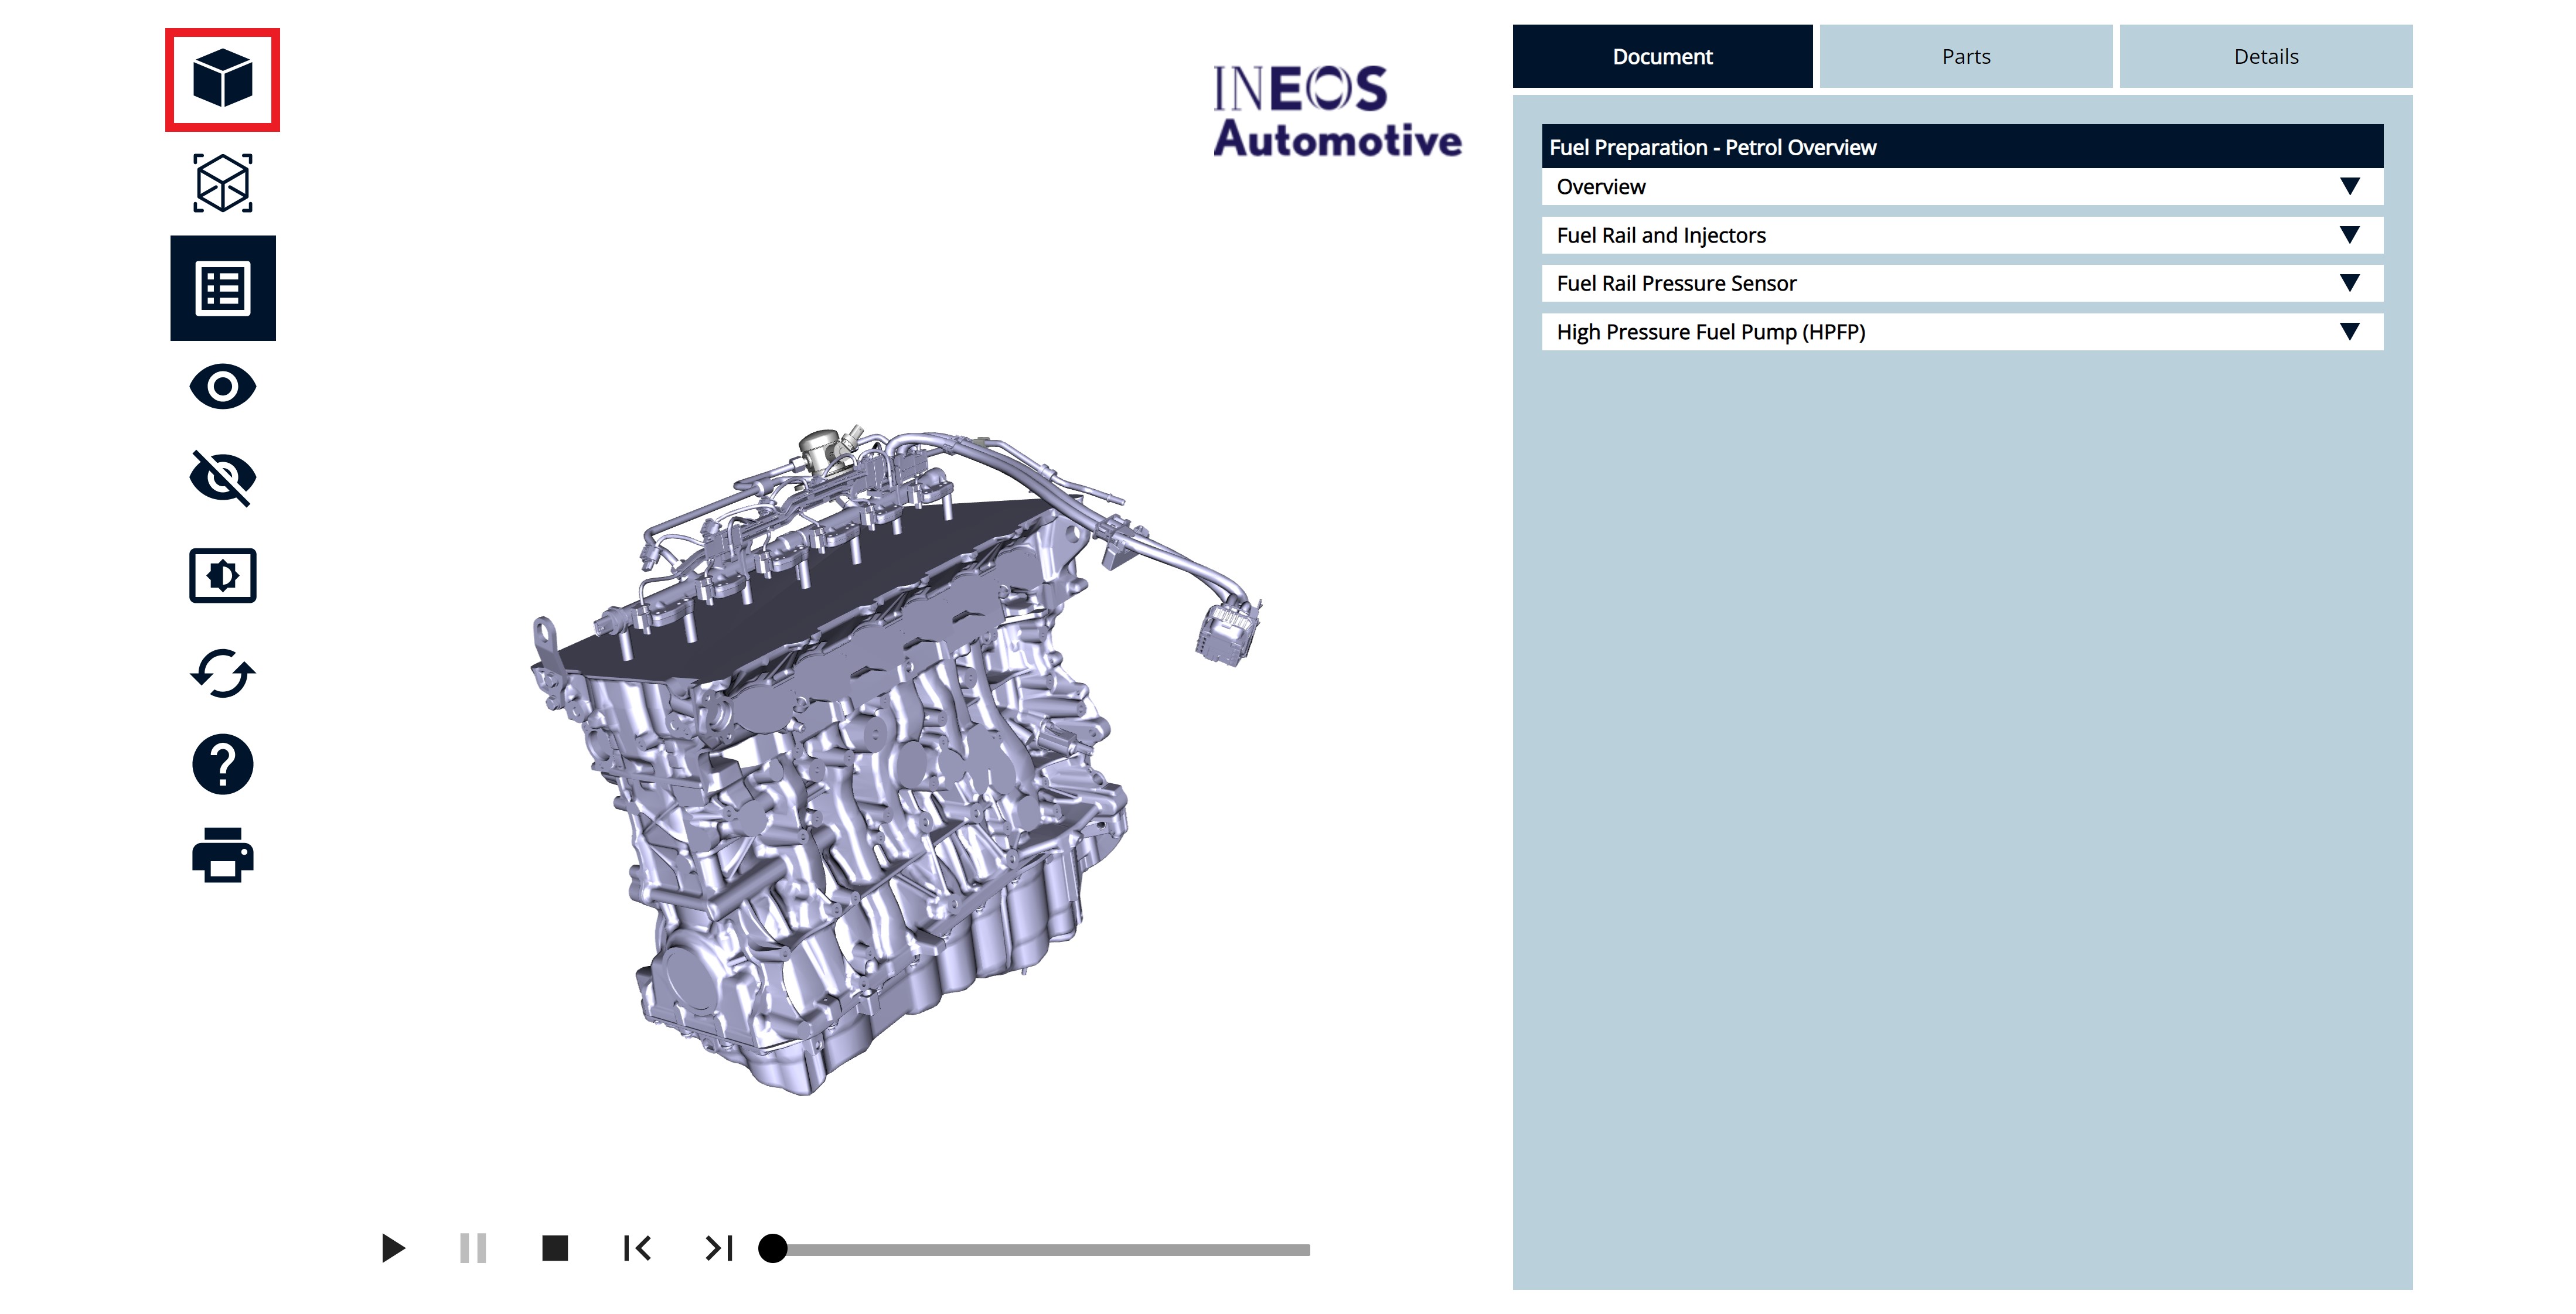 INEOS
Automotive
Document
Parts
Details
Fuel Preparation - Petrol Overview
Overview
Fuel Rail and Injectors
Fuel Rail Pressure Sensor
High Pressure Fuel Pump (HPFP)